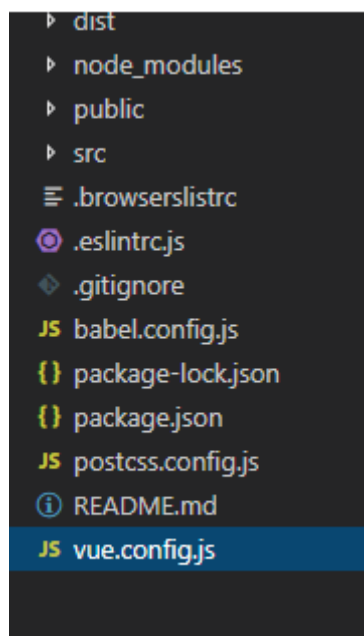 dist
node_modules
public
src
.browserslistrc
.eslintrc.js
.gitignore
JS babel.config.js
{} package-lock.json
{} package.json
JS postcss.config.js
README.md
JS vue.config.js